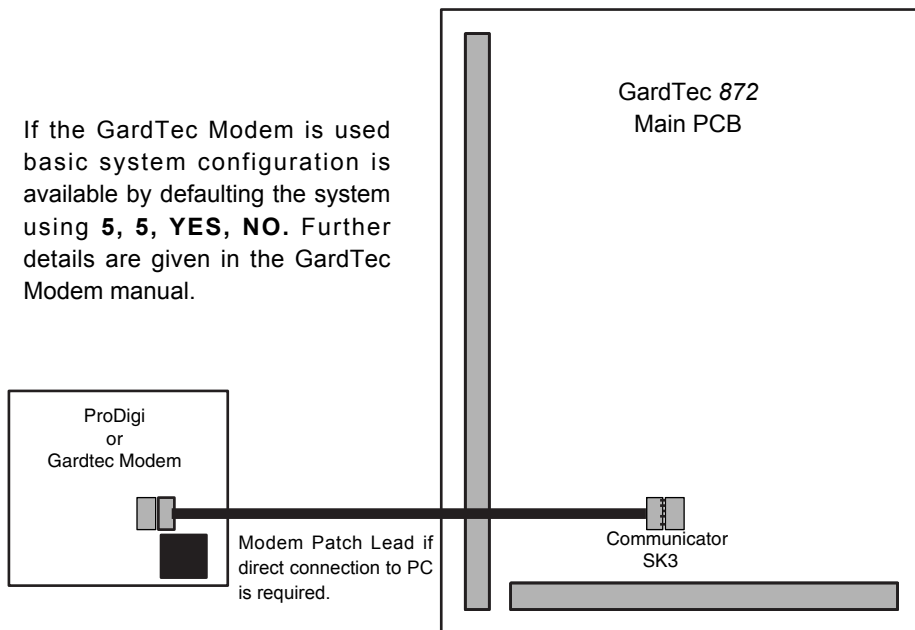 GardTec 872
Main PCB
If the GardTec Modem is used
basic system configuration is
available by defaulting the system
using 5, 5, YES, NO. Further
details are given in the GardTec
Modem manual.
ProDigi
or
Gardtec Modem
Modem Patch Lead if
direct connection to PC
is required.
Communicator
SK3